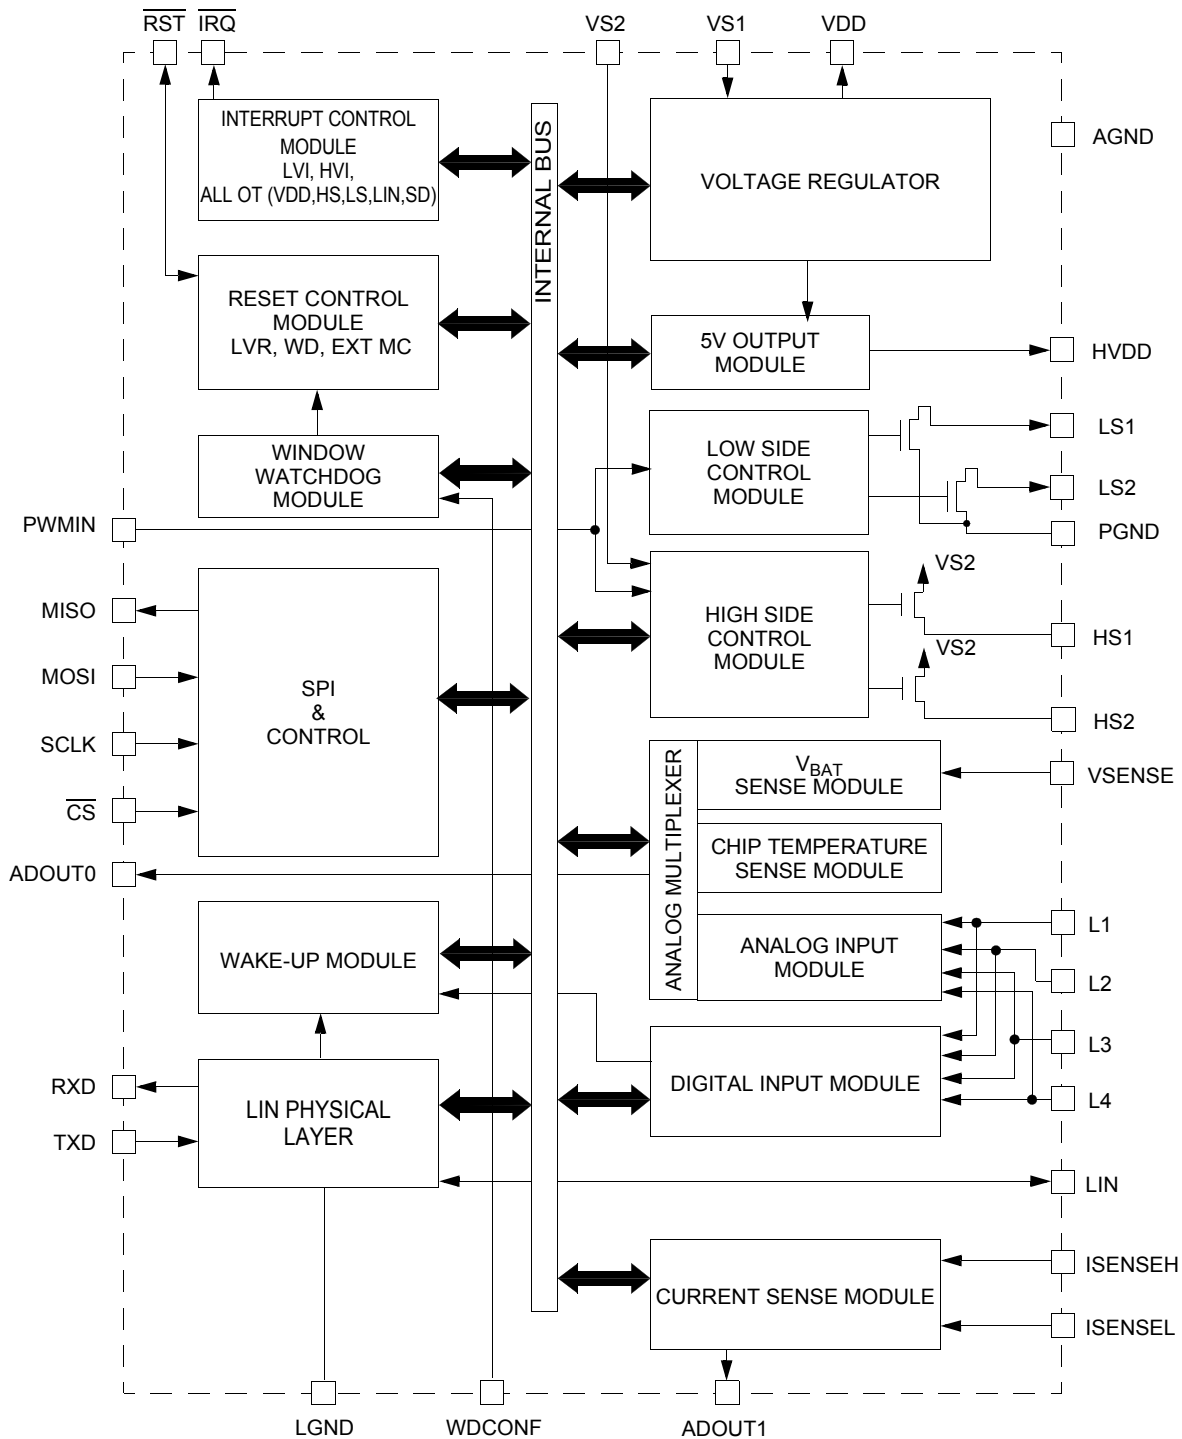 RST IRQ VS2 VS1 VDD
INTERRUPT CONTROL
MODULE
LVI, HVI,
ALL OT (VDD,HS,LS,LIN,SD)
INTERNAL BUS
VOLTAGE REGULATOR
AGND
RESET CONTROL
MODULE
LVR, WD, EXT MC
5V OUTPUT
MODULE
HVDD
WINDOW
WATCHDOG
MODULE
LOW SIDE
CONTROL
MODULE
LS1
LS2
PGND
PWMIN
VS2
HIGH SIDE
CONTROL
MODULE
HS1
VS2
HS2
MISO
MOSI
SCLK
CS
SPI
&
CONTROL
ANALOG MULTIPLEXER
VBAT
SENSE MODULE
VSENSE
CHIP TEMPERATURE
SENSE MODULE
ADOUT0
ANALOG INPUT
MODULE
L1
L2
L3
L4
WAKE-UP MODULE
DIGITAL INPUT MODULE
RXD
TXD
LIN PHYSICAL
LAYER
LIN
CURRENT SENSE MODULE
ISENSEH
ISENSEL
LGND WDCONF ADOUT1